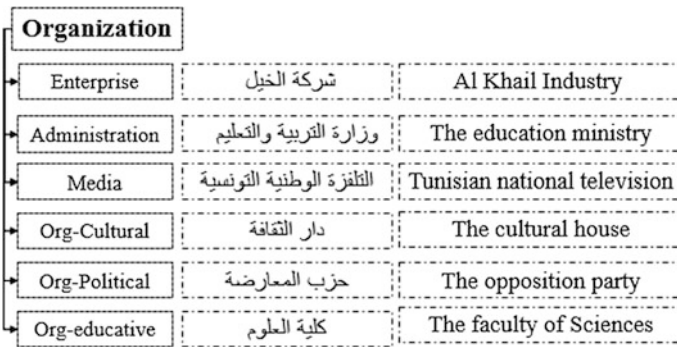 Organization
Enterprise شركة الخيل Al Khail Industry
Administration وزارة التربية والتعليم The education ministry
Media التلفزة الوطنية التونسية Tunisian national television
Org-Cultural دار الثقافة The cultural house
Org-Political حزب المعارضة The opposition party
Org-educative كلية العلوم The faculty of Sciences